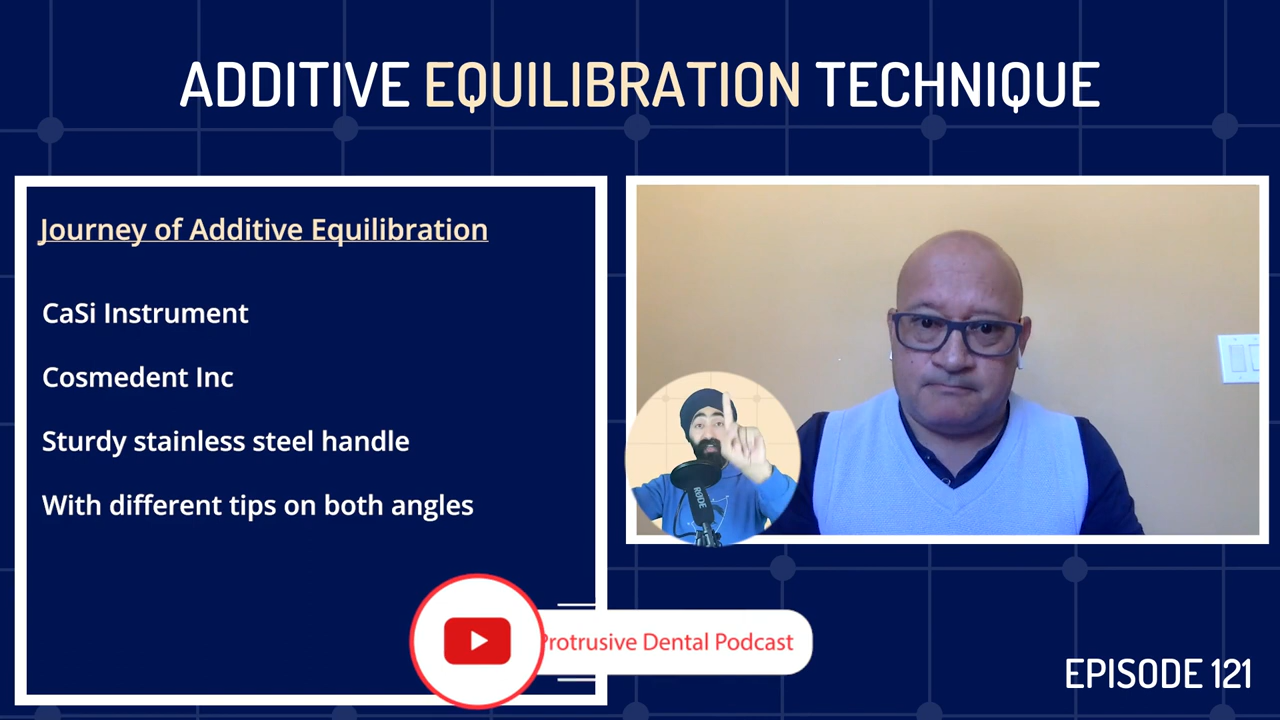 ADDITIVE EQUILIBRATION TECHNIQUE
Journey of Additive Equilibration
CaSi Instrument
Cosmedent Inc
Sturdy stainless steel handle
With different tips on both angles
RODE
Protrusive Dental Podcast
EPISODE 121